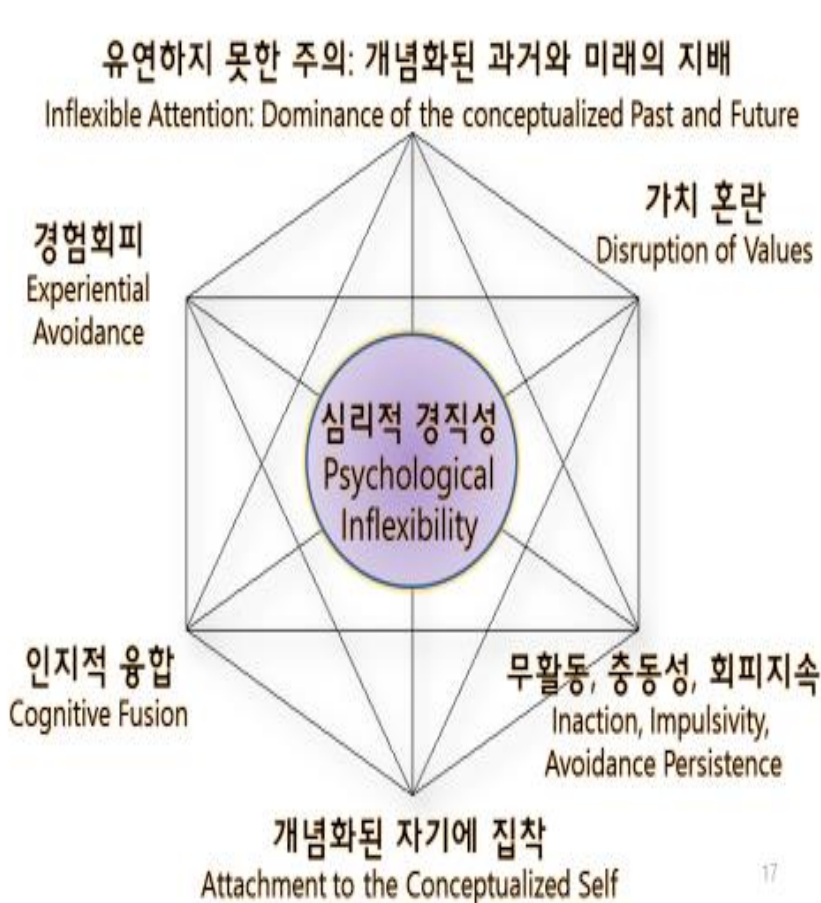 유연하지 못한 주의: 개념화된 과거와 미래의 지배
Inflexible Attention: Dominance of the conceptualized Past and Future
가치 혼란
Disruption of Values
경험회피
Experiential
Avoidance
심리적 경직성
Psychological
Inflexibility
인지적 융합
Cognitive Fusion
무활동, 충동성, 회피지속
Inaction, Impulsivity,
Avoidance Persistence
개념화된 자기에 집착
Attachment to the Conceptualized Self
17